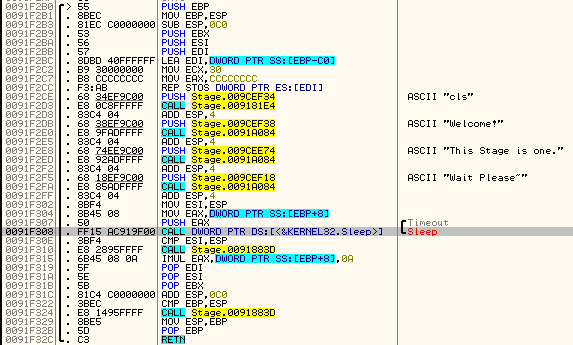 0091F2B0 55 PUSH EBP
0091F2B1 8BEC MOV EBP,ESP
0091F2B3 81EC C0000000 SUB ESP,0C0
0091F2B9 53 PUSH EBX
0091F2BA 56 PUSH ESI
0091F2BB 57 PUSH EDI
0091F2BC 8DBD 40FFFFFF LEA EDI,DWORD PTR SS:[EBP-C0]
0091F2C2 B9 30000000 MOV ECX,30
0091F2C7 B8 CCCCCCCC MOV EAX,CCCCCCCC
0091F2CC F3:AB REP STOS DWORD PTR ES:[EDI]
0091F2CE 68 34EF9C00 PUSH Stage.009CEF34 ASCII "cls"
0091F2D3 E8 0C8FFFFF CALL Stage.009181E4
0091F2D8 83C4 04 ADD ESP,4
0091F2DB 68 38EF9C00 PUSH Stage.009CEF38 ASCII "Welcome!"
0091F2E0 E8 9FADFFFF CALL Stage.0091A084
0091F2E5 83C4 04 ADD ESP,4
0091F2E8 68 74EE9C00 PUSH Stage.009CEE74 ASCII "This Stage is one."
0091F2ED E8 92ADFFFF CALL Stage.0091A084
0091F2F2 83C4 04 ADD ESP,4
0091F2F5 68 18EF9C00 PUSH Stage.009CEF18 ASCII "Wait Please~"
0091F2FA E8 85ADFFFF CALL Stage.0091A084
0091F2FF 83C4 04 ADD ESP,4
0091F302 8BF4 MOV ESI,ESP
0091F304 8B45 08 MOV EAX,DWORD PTR SS:[EBP+8]
0091F307 50 PUSH EAX Timeout
0091F308 FF15 AC919F00 CALL DWORD PTR DS:[<&KERNEL32.Sleep>] Sleep
0091F30E 3BF4 CMP ESI,ESP
0091F310 E8 2895FFFF CALL Stage.0091883D
0091F315 6B45 08 0A IMUL EAX,DWORD PTR SS:[EBP+8],0A
0091F319 5F POP EDI
0091F31A 5E POP ESI
0091F31B 5B POP EBX
0091F31C 81C4 C0000000 ADD ESP,0C0
0091F322 3BEC CMP EBP,ESP
0091F324 E8 1495FFFF CALL Stage.0091883D
0091F329 8BE5 MOV ESP,EBP
0091F32B 5D POP EBP
0091F32C C3 RETN